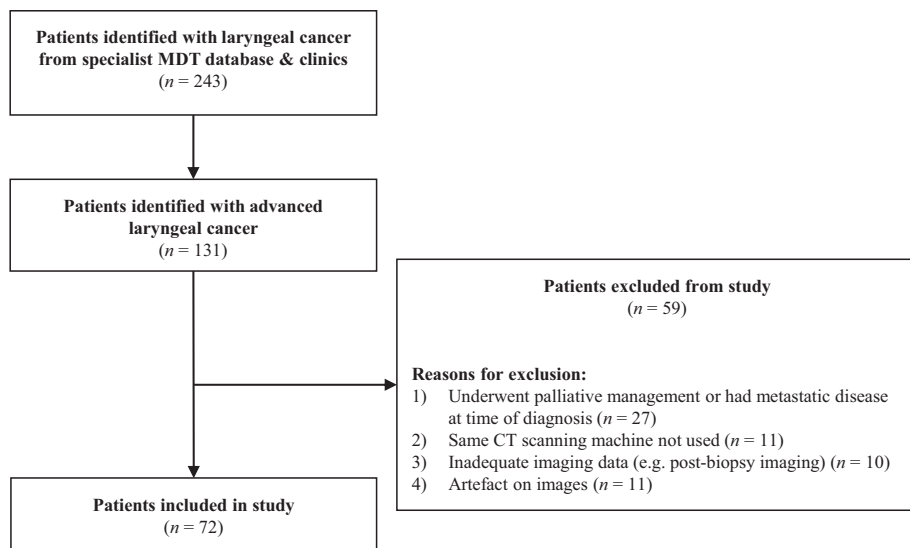 Patients identified with laryngeal cancer
from specialist MDT database & clinics
(n = 243)
Patients identified with advanced
laryngeal cancer
(n = 131)
Patients excluded from study
(n = 59)
Reasons for exclusion:
1) Underwent palliative management or had metastatic disease
at time of diagnosis (n = 27)
2) Same CT scanning machine not used (n = 11)
3) Inadequate imaging data (e.g. post-biopsy imaging) (n = 10)
4) Artefact on images (n = 11)
Patients included in study
(n = 72)